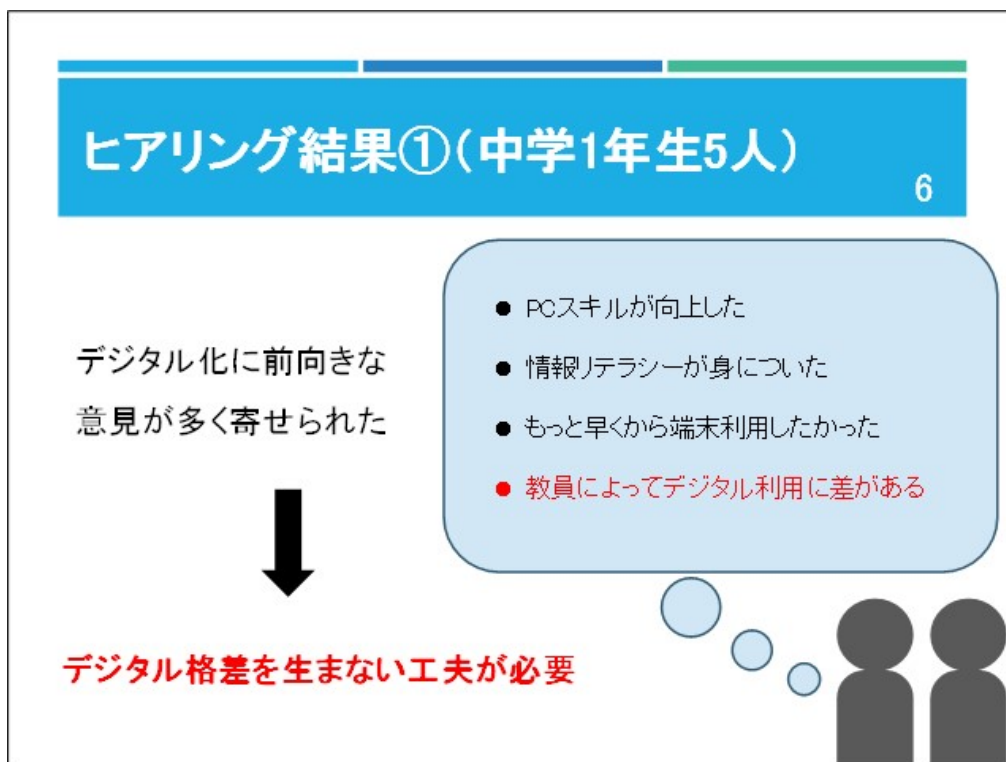 ヒアリング結果①(中学1年生5人)
6
デジタル化に前向きな
意見が多く寄せられた
デジタル格差を生まない工夫が必要
● PCスキルが向上した
● 情報リテラシーが身についた
● もっと早くから端末利用したかった
● 教員によってデジタル利用に差がある